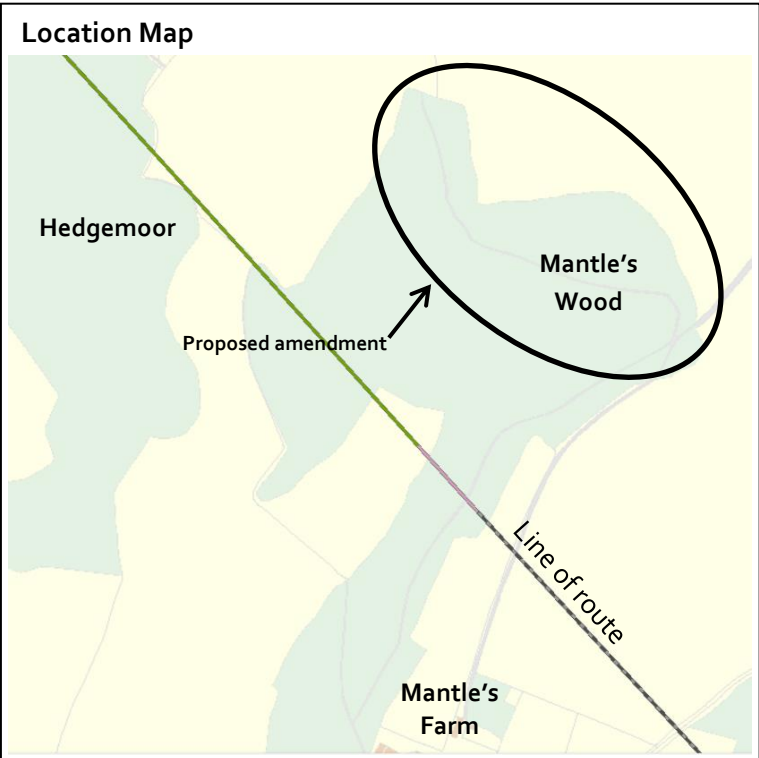 Location Map
Hedgemoor
Mantle's
Wood
Proposed amendment
Line of route
Mantle's
Farm